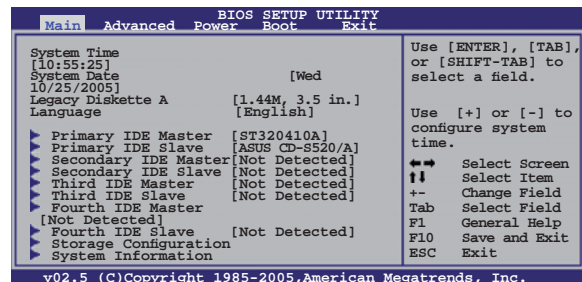 BIOS SETUP UTILITY
Main Advanced Power Boot Exit
System Time
[10:55:25]
System Date [Wed
10/25/2005]
Legacy Diskette A [1.44M, 3.5 in.]
Language [English]
Primary IDE Master [ST320410A]
Primary IDE Slave [ASUS CD-S520/A]
Secondary IDE Master[Not Detected]
Secondary IDE Slave [Not Detected]
Third IDE Master [Not Detected]
Third IDE Slave [Not Detected]
Fourth IDE Master
[Not Detected]
Fourth IDE Slave [Not Detected]
Storage Configuration
System Information
Use [ENTER], [TAB],
or [SHIFT-TAB] to
select a field.
Use [+] or [-] to
configure system
time.
Select Screen
Select Item
+- Change Field
Tab Select Field
F1 General Help
F10 Save and Exit
ESC Exit
v02.5 (C)Copyright 1985-2005,American Megatrends, Inc.